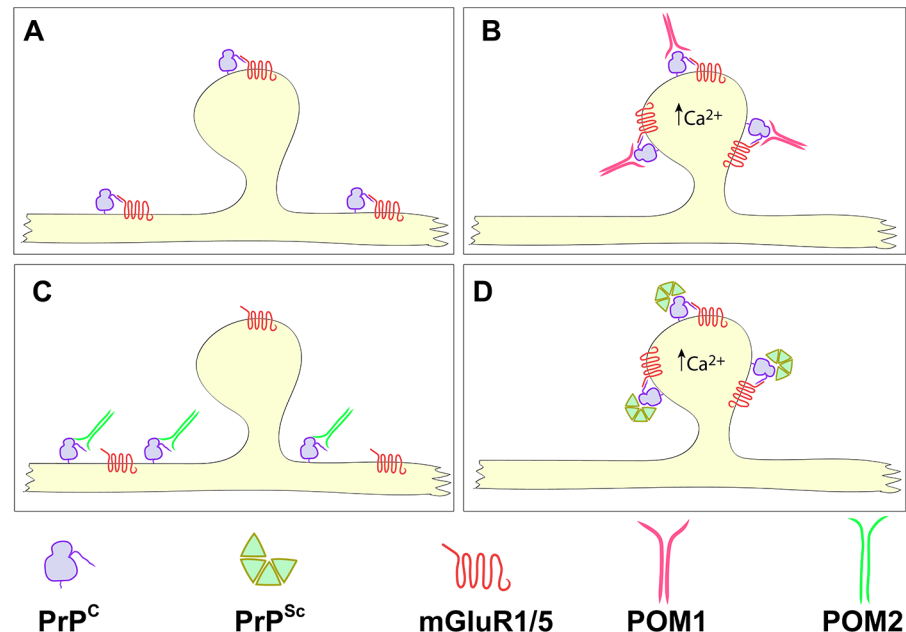 A
B
↑Ca2+
C
D
↑Ca2+
PrPC
PrPSc
mGluR1/5
POM1
POM2